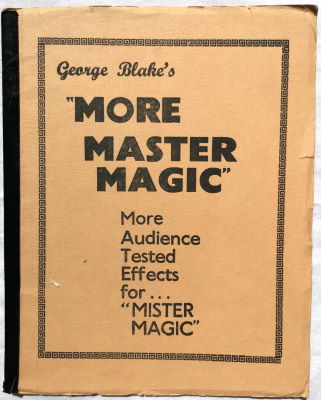 George Blake's
"MORE
MASTER
MAGIC"
More
Audience
Tested
Effects
for...
"MISTER
MAGIC"